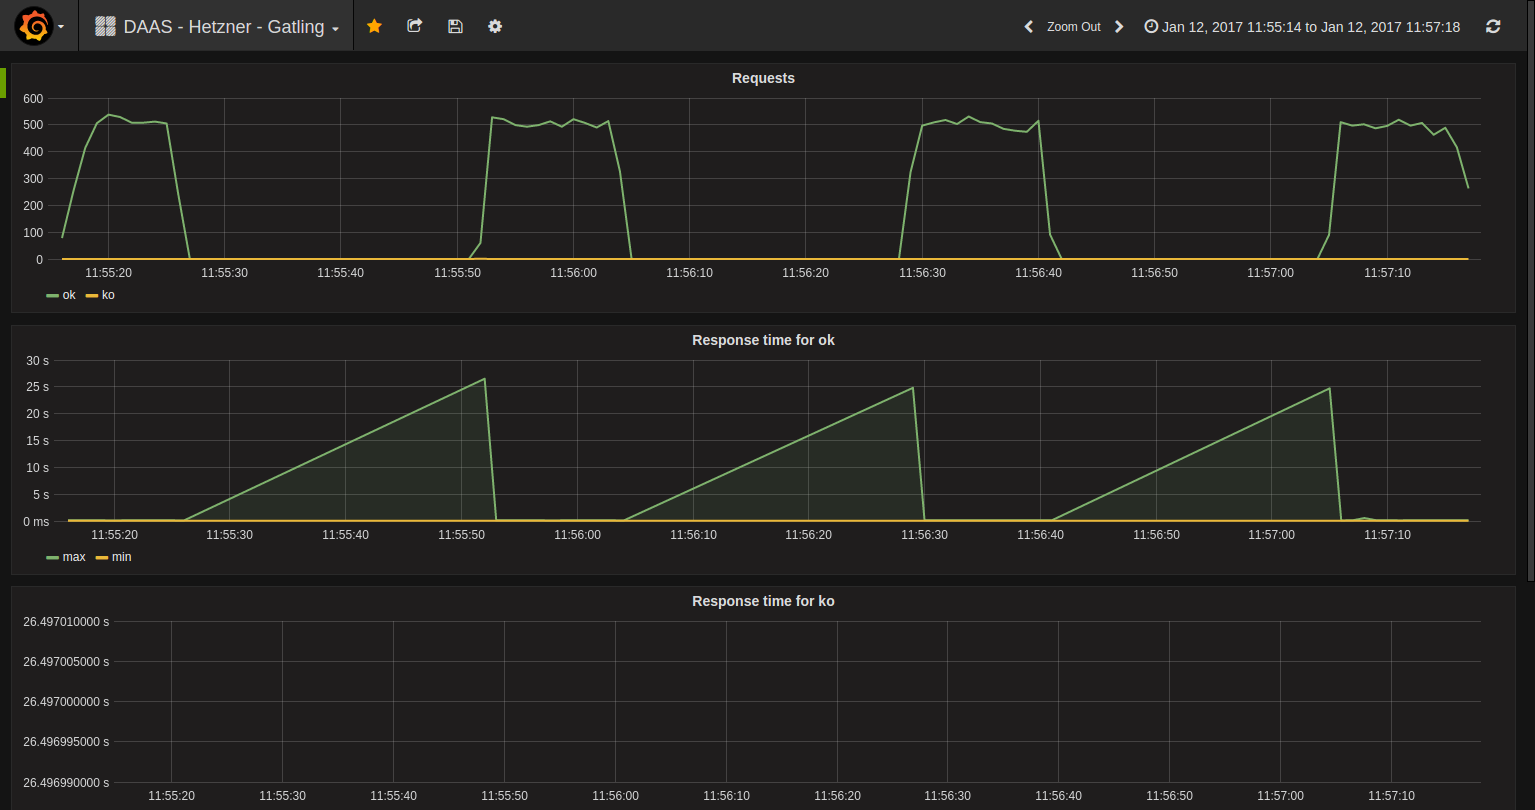 DAAS - Hetzner - Gatling
Zoom Out
Jan 12, 2017 11:55:14 to Jan 12, 2017 11:57:18
Requests
600
500
400
300
200
100
0
11:55:20 11:55:30 11:55:40 11:55:50 11:56:00 11:56:10 11:56:20 11:56:30 11:56:40 11:56:50 11:57:00 11:57:10
ok ko
Response time for ok
30 s
25 s
20 s
15 s
10 s
5 s
0 ms
11:55:20 11:55:30 11:55:40 11:55:50 11:56:00 11:56:10 11:56:20 11:56:30 11:56:40 11:56:50 11:57:00 11:57:10
max min
Response time for ko
26.497010000 s
26.497005000 s
26.497000000 s
26.496995000 s
26.496990000 s
11:55:20 11:55:30 11:55:40 11:55:50 11:56:00 11:56:10 11:56:20 11:56:30 11:56:40 11:56:50 11:57:00 11:57:10